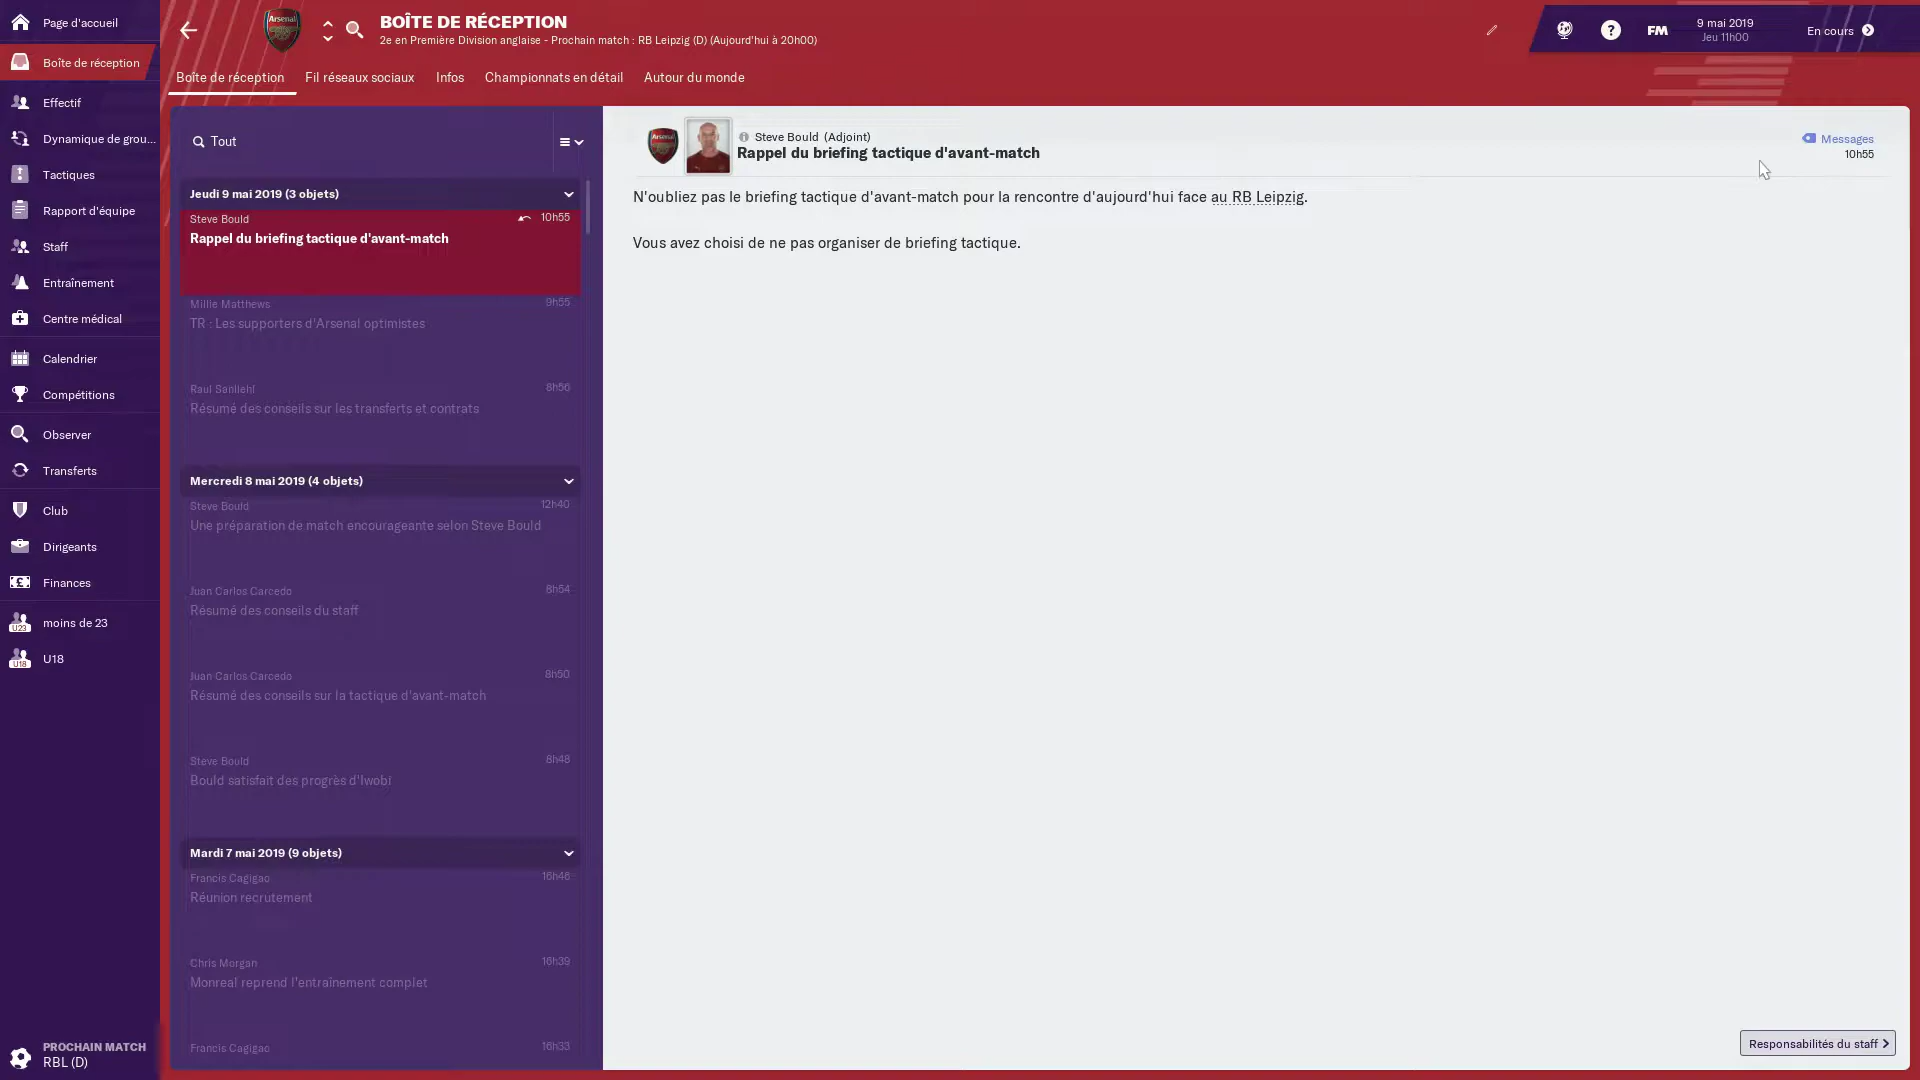 Page d'accueil
Boîte de réception
Effectif
Dynamique de grou...
Tactiques
Rapport d'équipe
Staff
Entraînement
Centre médical
Calendrier
Compétitions
Observer
Transferts
Club
Dirigeants
Finances
U23
moins de 23
U18
U18
PROCHAIN MATCH
RBL (D)
Arsenal
BOÎTE DE RÉCEPTION
2e en Première Division anglaise - Prochain match : RB Leipzig (D) (Aujourd'hui à 20h00)
?
FM
9 mai 2019
Jeu 11h00
En cours
Boîte de réception
Fil réseaux sociaux
Infos
Championnats en détail
Autour du monde
Tout
Jeudi 9 mai 2019 (3 objets)
Steve Bould
10h55
Rappel du briefing tactique d'avant-match
Millie Matthews
9h55
TR : Les supporters d'Arsenal optimistes
Raul Sanllehí
8h56
Résumé des conseils sur les transferts et contrats
Mercredi 8 mai 2019 (4 objets)
Steve Bould
12h40
Une préparation de match encourageante selon Steve Bould
Juan Carlos Carcedo
8h54
Résumé des conseils du staff
Juan Carlos Carcedo
8h50
Résumé des conseils sur la tactique d'avant-match
Steve Bould
8h48
Bould satisfait des progrès d'Iwobi
Mardi 7 mai 2019 (9 objets)
Francis Cagigao
16h46
Réunion recrutement
Chris Morgan
16h39
Monreal reprend l'entraînement complet
Francis Cagigao
16h33
Steve Bould (Adjoint)
Rappel du briefing tactique d'avant-match
Messages
10h55
N'oubliez pas le briefing tactique d'avant-match pour la rencontre d'aujourd'hui face au RB Leipzig.
Vous avez choisi de ne pas organiser de briefing tactique.
Responsabilités du staff